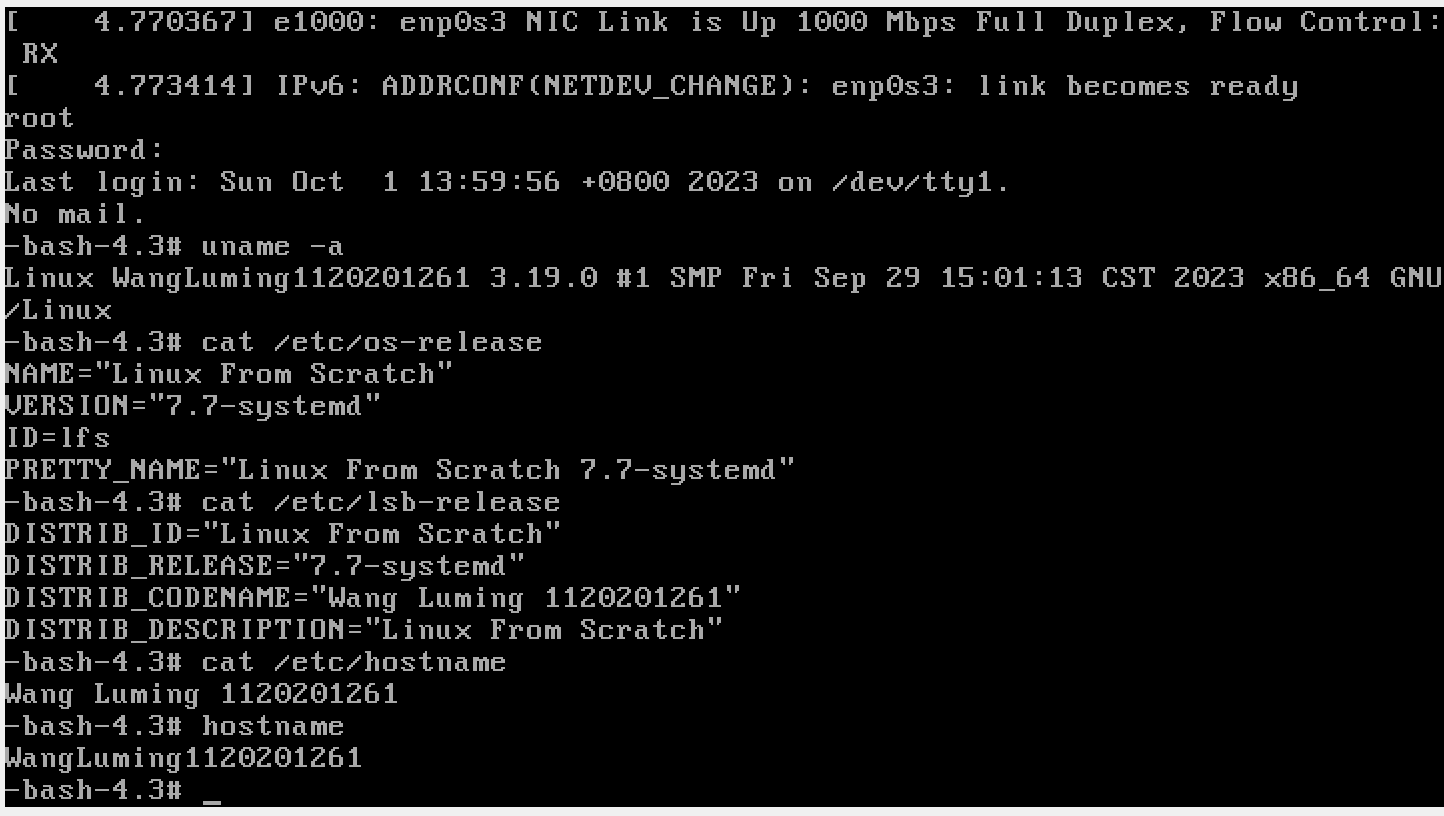 [    4.770367] e1000: enp0s3 NIC Link is Up 1000 Mbps Full Duplex, Flow Control:
 RX
[    4.773414] IPv6: ADDRCONF(NETDEV_CHANGE): enp0s3: link becomes ready
root
Password:
Last login: Sun Oct  1 13:59:56 +0800 2023 on /dev/tty1.
No mail.
-bash-4.3# uname -a
Linux WangLuming1120201261 3.19.0 #1 SMP Fri Sep 29 15:01:13 CST 2023 x86_64 GNU
/Linux
-bash-4.3# cat /etc/os-release
NAME="Linux From Scratch"
VERSION="7.7-systemd"
ID=lfs
PRETTY_NAME="Linux From Scratch 7.7-systemd"
-bash-4.3# cat /etc/lsb-release
DISTRIB_ID="Linux From Scratch"
DISTRIB_RELEASE="7.7-systemd"
DISTRIB_CODENAME="Wang Luming 1120201261"
DISTRIB_DESCRIPTION="Linux From Scratch"
-bash-4.3# cat /etc/hostname
Wang Luming 1120201261
-bash-4.3# hostname
WangLuming1120201261
-bash-4.3# _